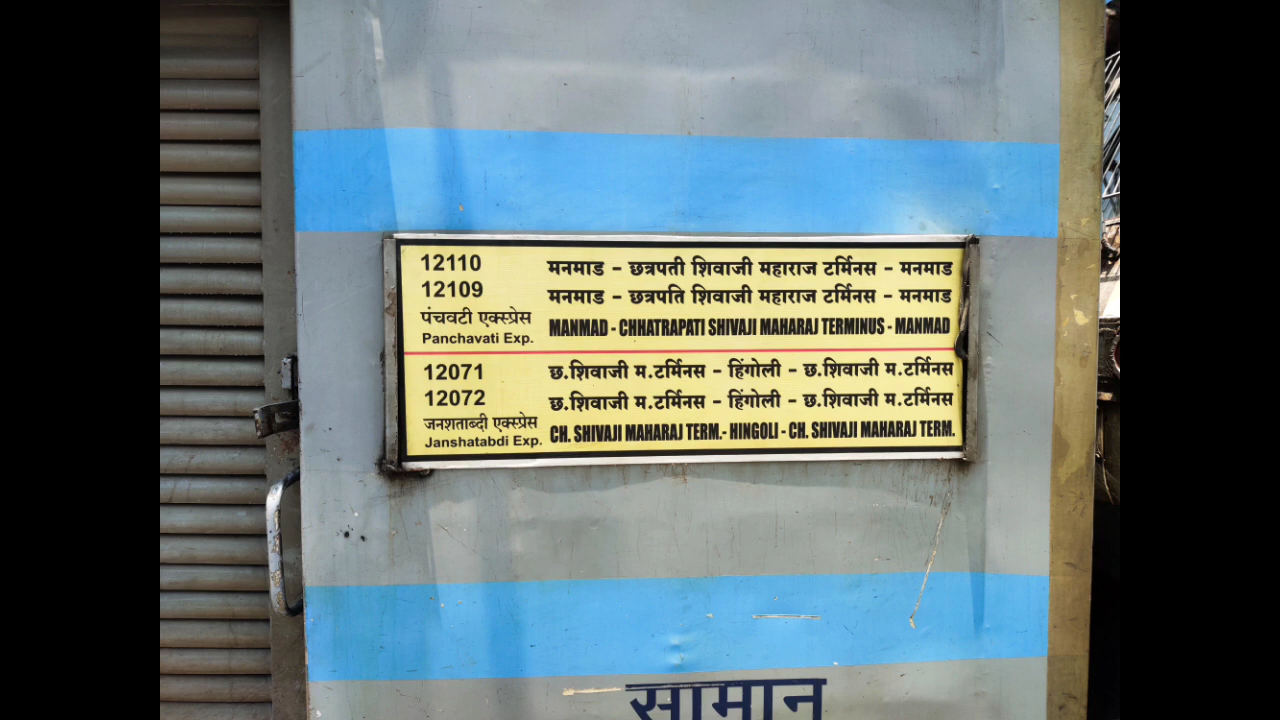 12110
12109
पंचवटी एक्स्प्रेस
Panchavati Exp.
मनमाड - छत्रपती शिवाजी महाराज टर्मिनस - मनमाड
मनमाड - छत्रपति शिवाजी महाराज टर्मिनस - मनमाड
MANMAD - CHHATRAPATI SHIVAJI MAHARAJ TERMINUS - MANMAD
12071
12072
जनशताब्दी एक्स्प्रेस
Janshatabdi Exp.
छ.शिवाजी म.टर्मिनस - हिंगोली - छ.शिवाजी म.टर्मिनस
छ.शिवाजी म.टर्मिनस - हिंगोली - छ.शिवाजी म.टर्मिनस
CH. SHIVAJI MAHARAJ TERM.- HINGOLI - CH. SHIVAJI MAHARAJ TERM.
सामान